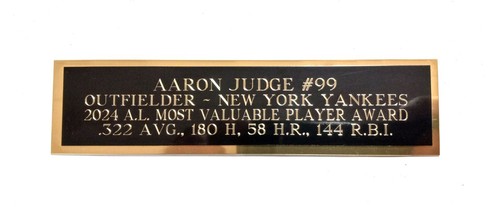 AARON JUDGE #99
OUTFIELDER ~ NEW YORK YANKEES
2024 A.L. MOST VALUABLE PLAYER AWARD
.322 AVG., 180 H, 58 H.R., 144 R.B.I.